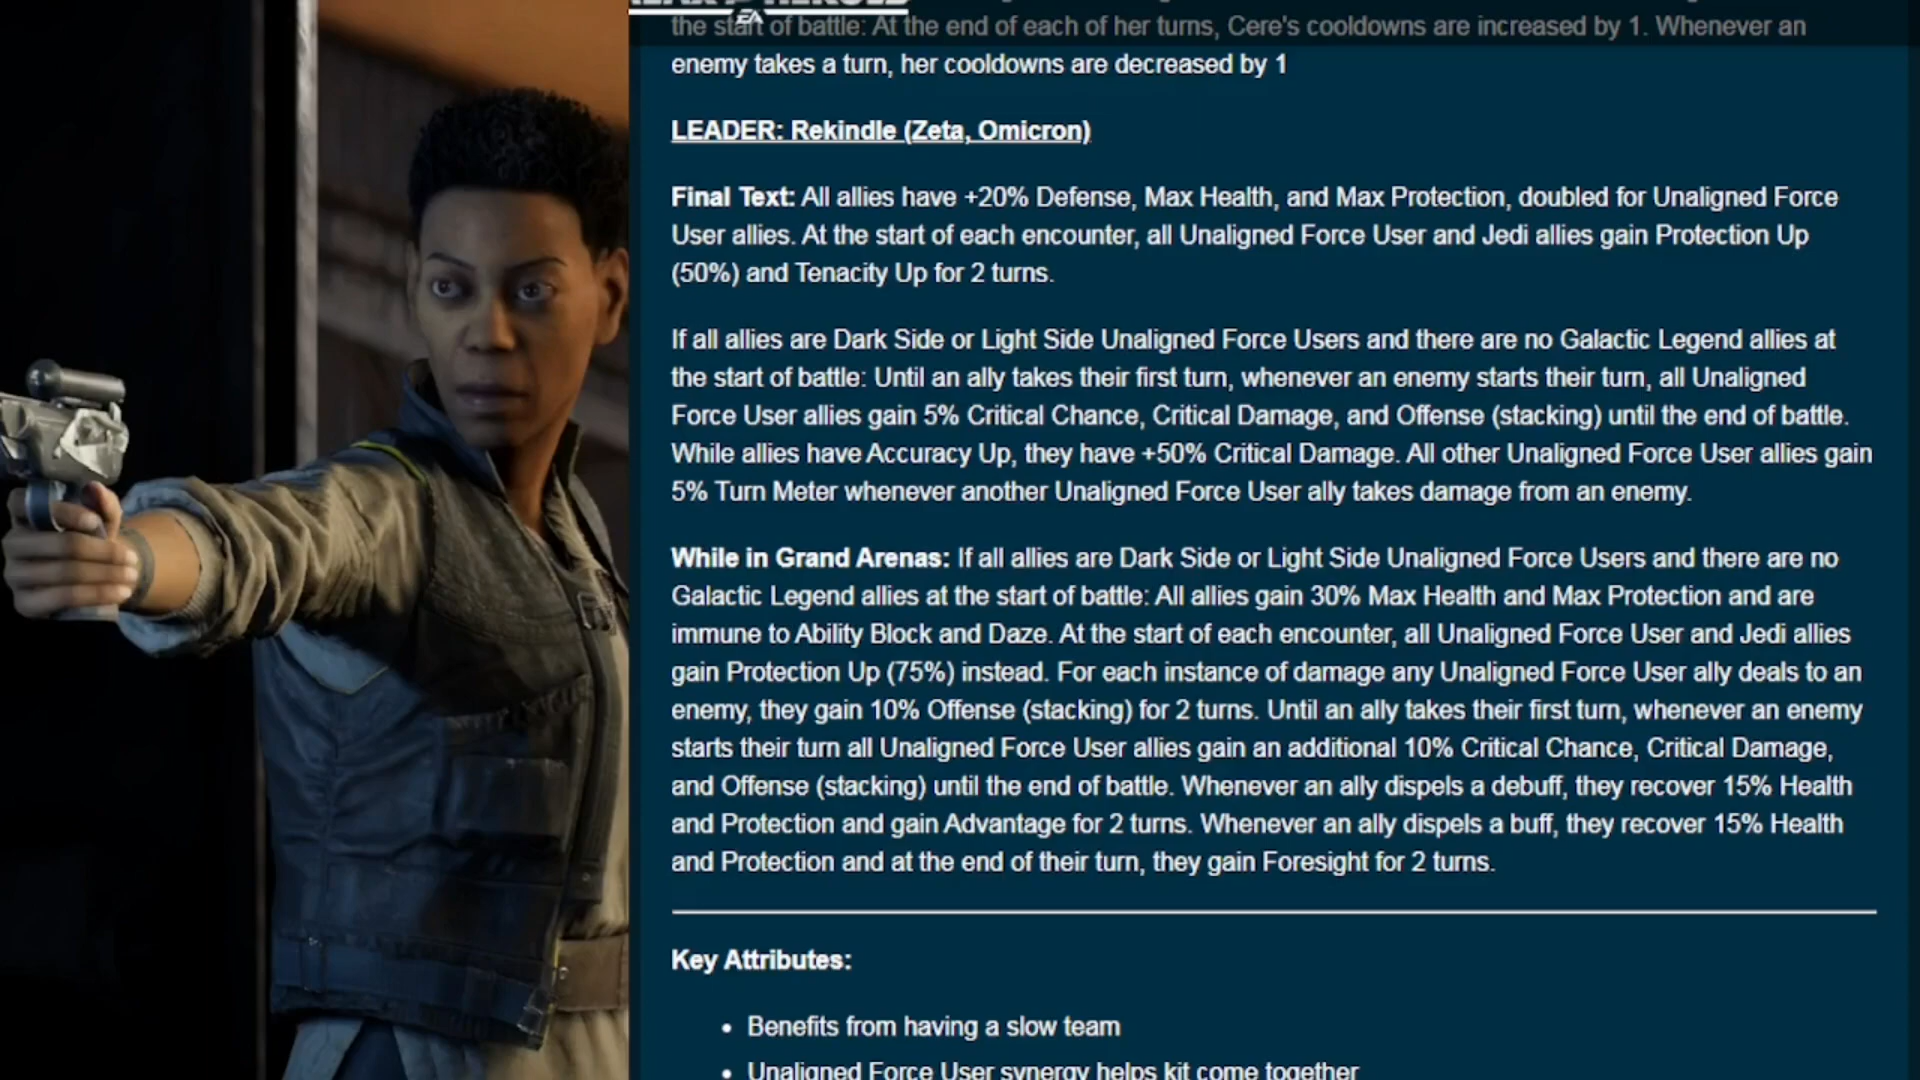 EA
the start of battle: At the end of each of her turns, Cere's cooldowns are increased by 1. Whenever an
enemy takes a turn, her cooldowns are decreased by 1
LEADER: Rekindle (Zeta, Omicron)
Final Text: All allies have +20% Defense, Max Health, and Max Protection, doubled for Unaligned Force
User allies. At the start of each encounter, all Unaligned Force User and Jedi allies gain Protection Up
(50%) and Tenacity Up for 2 turns.
If all allies are Dark Side or Light Side Unaligned Force Users and there are no Galactic Legend allies at
the start of battle: Until an ally takes their first turn, whenever an enemy starts their turn, all Unaligned
Force User allies gain 5% Critical Chance, Critical Damage, and Offense (stacking) until the end of battle.
While allies have Accuracy Up, they have +50% Critical Damage. All other Unaligned Force User allies gain
5% Turn Meter whenever another Unaligned Force User ally takes damage from an enemy.
While in Grand Arenas: If all allies are Dark Side or Light Side Unaligned Force Users and there are no
Galactic Legend allies at the start of battle: All allies gain 30% Max Health and Max Protection and are
immune to Ability Block and Daze. At the start of each encounter, all Unaligned Force User and Jedi allies
gain Protection Up (75%) instead. For each instance of damage any Unaligned Force User ally deals to an
enemy, they gain 10% Offense (stacking) for 2 turns. Until an ally takes their first turn, whenever an enemy
starts their turn all Unaligned Force User allies gain an additional 10% Critical Chance, Critical Damage,
and Offense (stacking) until the end of battle. Whenever an ally dispels a debuff, they recover 15% Health
and Protection and gain Advantage for 2 turns. Whenever an ally dispels a buff, they recover 15% Health
and Protection and at the end of their turn, they gain Foresight for 2 turns.
Key Attributes:
• Benefits from having a slow team
• Unaligned Force User synergy helps kit come together